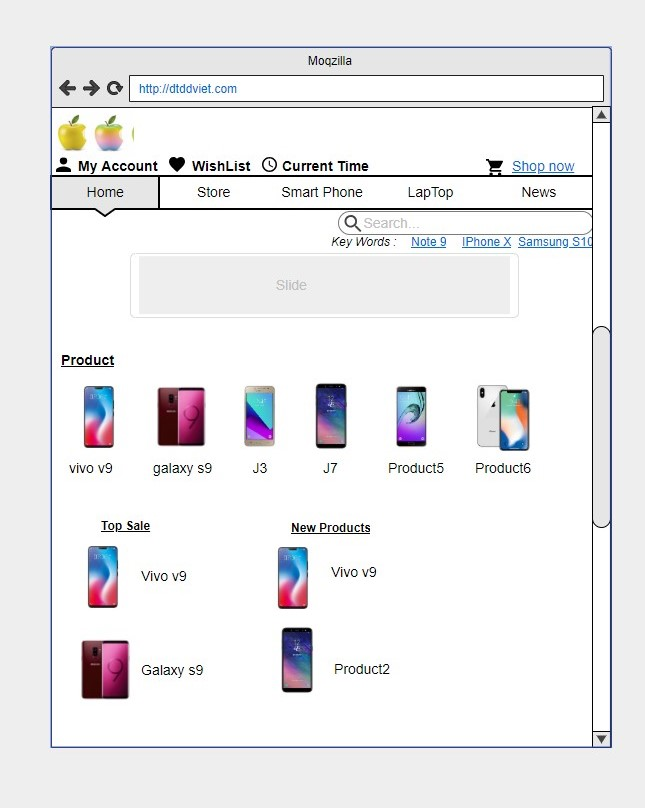 Moqzilla
http://dtddviet.com
My Account WishList Current Time Shop now
Home Store Smart Phone LapTop News
Search...
Key Words : Note 9 IPhone X Samsung S10
Slide
Product
vivo v9 galaxy s9 J3 J7 Product5 Product6
Top Sale New Products
Vivo v9 Vivo v9
Galaxy s9 Product2